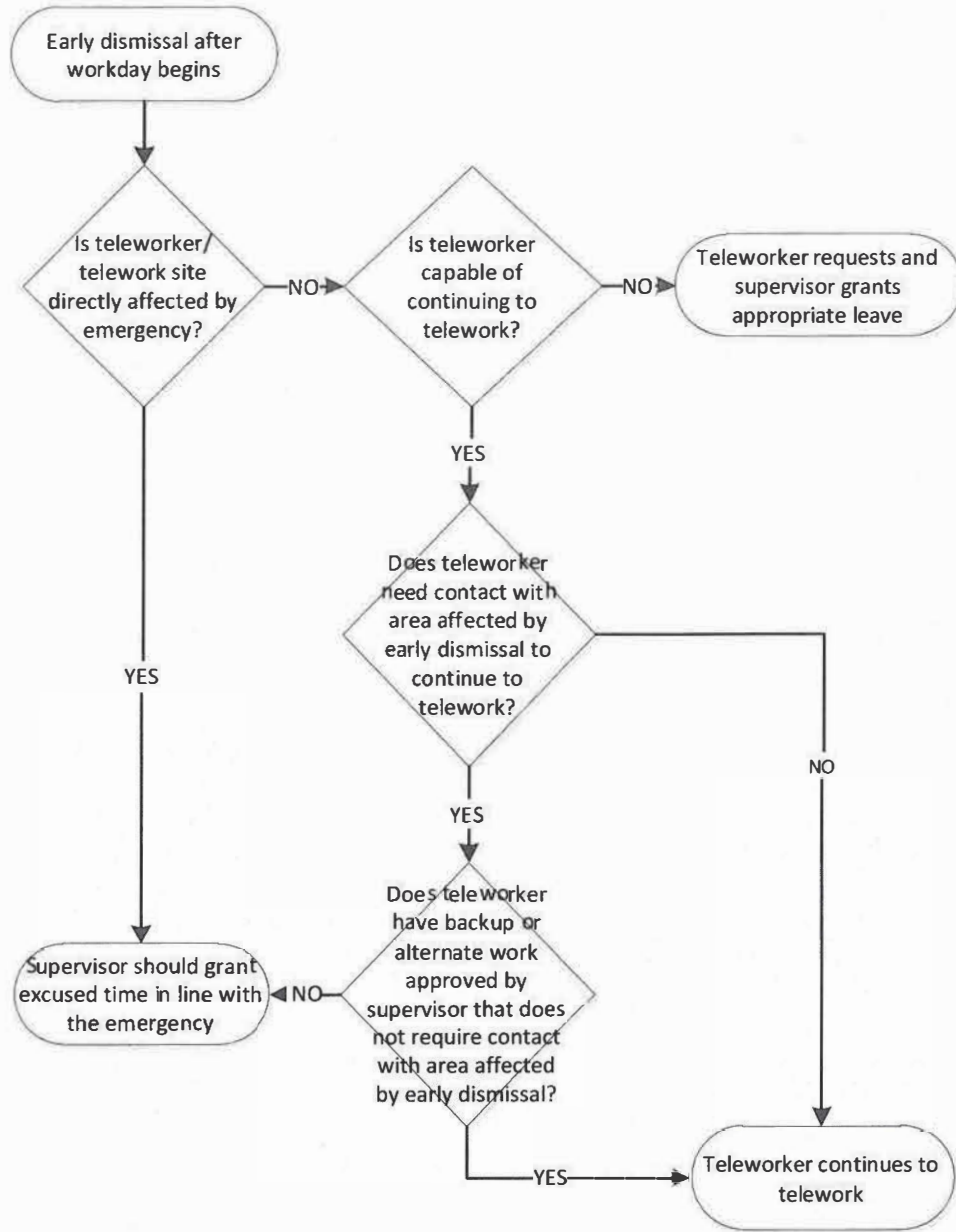 Early dismissal after
workday begins
Is teleworker/
telework site
directly affected by
emergency?
NO
Is teleworker
capable of
continuing to
telework?
NO
Teleworker requests and
supervisor grants
appropriate leave
YES
Does teleworker
need contact with
area affected by
early dismissal to
continue to
telework?
YES
NO
YES
Does teleworker
have backup or
alternate work
approved by
supervisor that does
not require contact
with area affected
by early dismissal?
NO
Supervisor should grant
excused time in line with
the emergency
YES
Teleworker continues to
telework